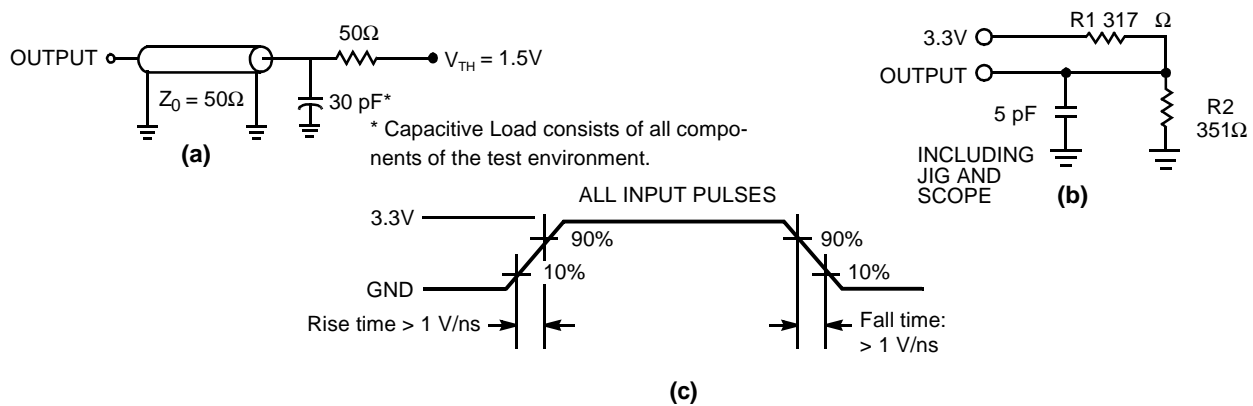 50Ω
OUTPUT
V_TH = 1.5V
Z_0 = 50Ω
30 pF*
(a)
* Capacitive Load consists of all compo-
nents of the test environment.
R1 317 Ω
3.3V
OUTPUT
5 pF
R2
351Ω
INCLUDING
JIG AND
SCOPE
(b)
ALL INPUT PULSES
3.3V
90%
90%
10%
10%
GND
Rise time > 1 V/ns
Fall time:
> 1 V/ns
(c)